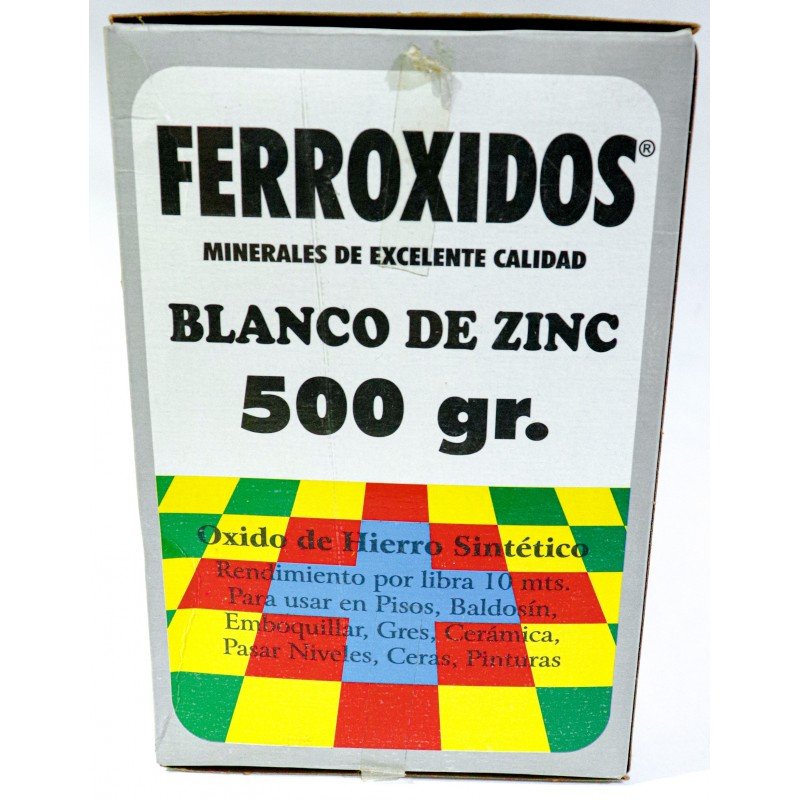 FERROXIDOS®
MINERALES DE EXCELENTE CALIDAD
BLANCO DE ZINC
500 gr.
Oxido de Hierro Sintético
Rendimiento por libra 10 mts.
Para usar en Pisos, Baldosín,
Emboquillar, Gres, Cerámica,
Pasar Niveles, Ceras, Pinturas